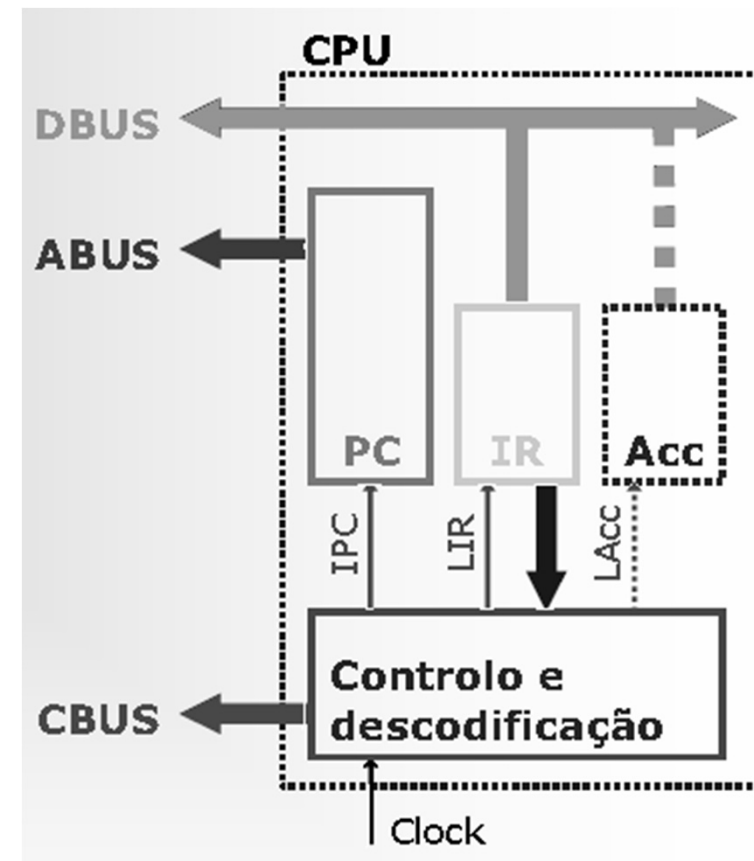 CPU
DBUS
ABUS
PC
IR
Acc
IPC
LIR
LAcc
Controlo e
descodificação
CBUS
Clock